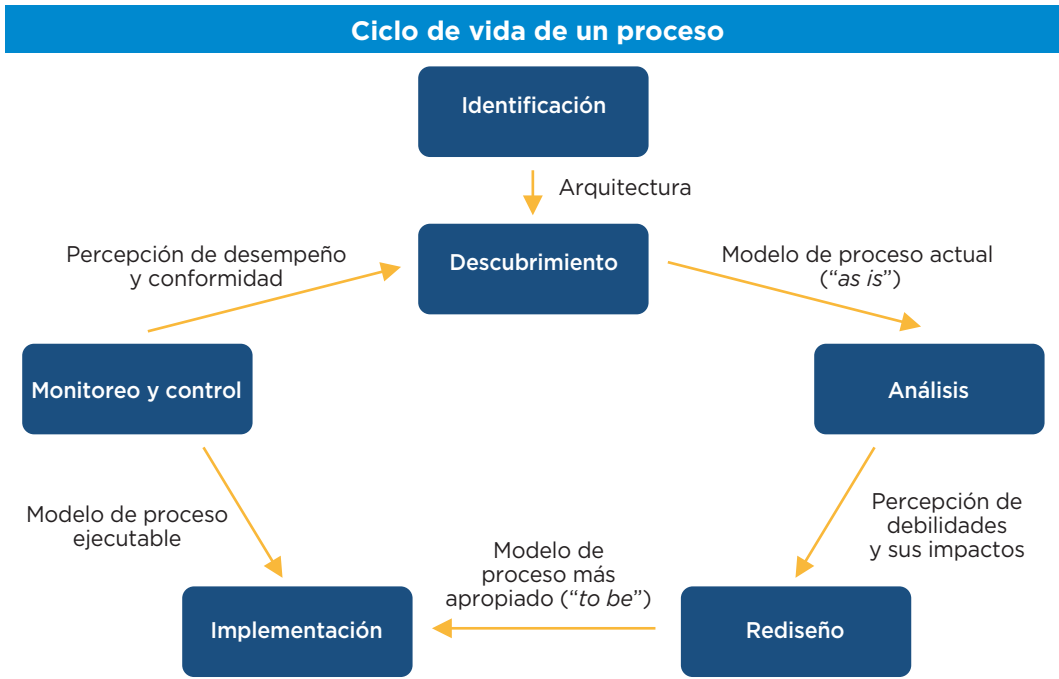 Ciclo de vida de un proceso
Identificación
Arquitectura
Descubrimiento
Percepción de desempeño
y conformidad
Modelo de proceso actual
(“as is”)
Monitoreo y control
Análisis
Modelo de proceso
ejecutable
Percepción de
debilidades
y sus impactos
Modelo de
proceso más
apropiado (“to be”)
Implementación
Rediseño